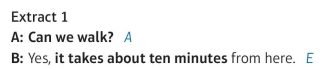 Extract 1
A: Can we walk? A
B: Yes, it takes about ten minutes from here. E